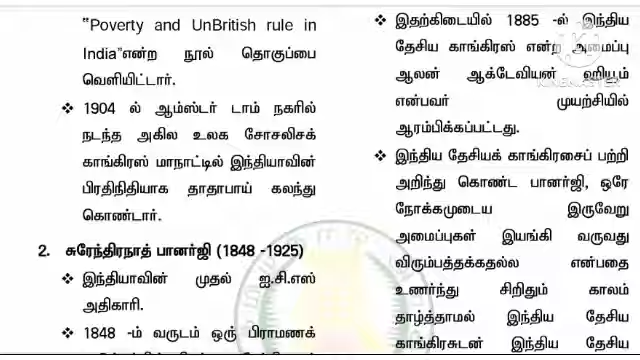 “Poverty and UnBritish rule in
India”என்ற நூல் தொகுப்பை
வெளியிட்டார்.
❖ 1904 ல் ஆம்ஸ்டர் டாம் நகரில்
நடந்த அகில உலக சோசலிசக்
காங்கிரஸ் மாநாட்டில் இந்தியாவின்
பிரதிநிதியாக தாதாபாய் கலந்து
கொண்டார்.
2. சுரேந்திரநாத் பானர்ஜி (1848 -1925)
❖ இந்தியாவின் முதல் ஐ.சி.எஸ்
அதிகாரி.
❖ 1848 -ம் வருடம் ஒரு பிராமணக்
❖ இதற்கிடையில் 1885 -ல் இந்திய
தேசிய காங்கிரஸ் என்ற அமைப்பு
ஆலன் ஆக்டேவியன் ஹியூம்
என்பவர் முயற்சியில்
ஆரம்பிக்கப்பட்டது.
❖ இந்திய தேசியக் காங்கிரசைப் பற்றி
அறிந்து கொண்ட பானர்ஜி, ஒரே
நோக்கமுடைய இருவேறு
அமைப்புகள் இயங்கி வருவது
விரும்பத்தக்கதல்ல என்பதை
உணர்ந்து சிறிதும் காலம்
தாழ்த்தாமல் இந்திய தேசிய
காங்கிரசுடன் இந்திய தேசிய
KINEMASTER